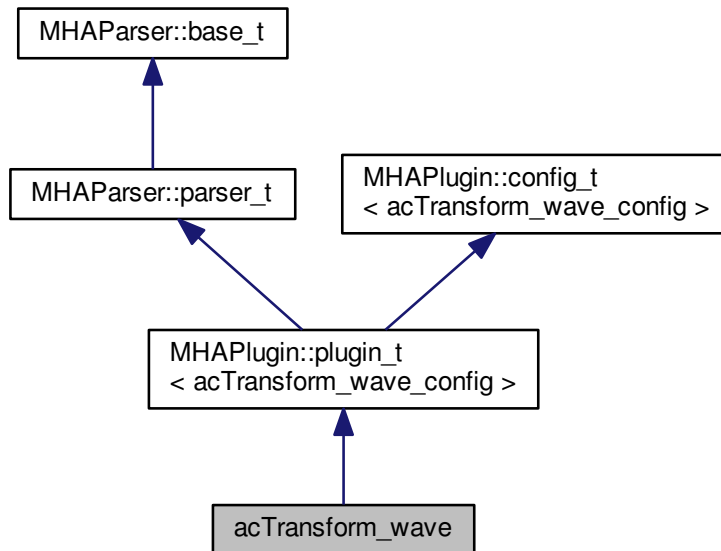 MHAParser::base_t
MHAParser::parser_t
MHAPlugin::config_t
< acTransform_wave_config >
MHAPlugin::plugin_t
< acTransform_wave_config >
acTransform_wave